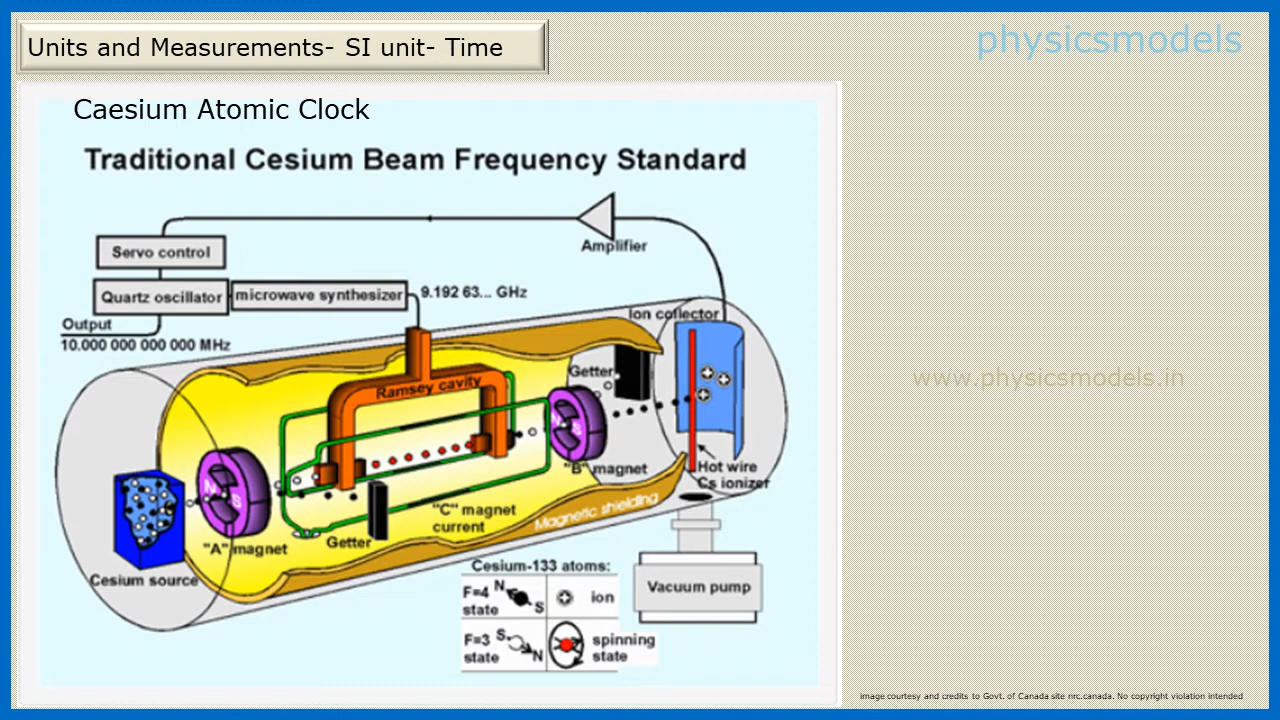 Units and Measurements- SI unit- Time
physicsmodels
Caesium Atomic Clock
Traditional Cesium Beam Frequency Standard
Amplifier
Servo control
Quartz oscillator
microwave synthesizer
9.192 63... GHz
Output
10.000 000 000 000 MHz
Ion collector
Getter
Ramsey cavity
www.physicsmodels.
N S
N S
"B" magnet
Hot wire
Cs ionizer
"C" magnet
current
Magnetic shielding
Getter
"A" magnet
Cesium source
Cesium-133 atoms:
F=4
state
N
S
ion
F=3
state
S
N
spinning
state
Vacuum pump
image courtesy and credits to Govt. of Canada site nrc.canada. No copyright violation intended